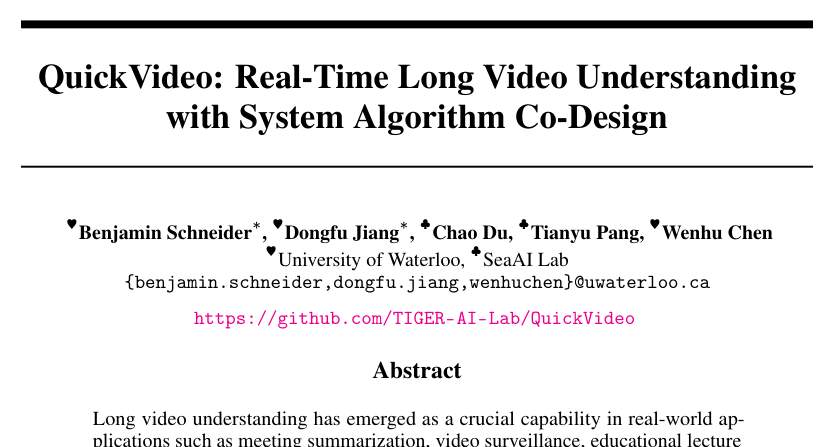 QuickVideo: Real-Time Long Video Understanding
with System Algorithm Co-Design
♥Benjamin Schneider*, ♥Dongfu Jiang*, ♣Chao Du, ♣Tianyu Pang, ♥Wenhu Chen
♥University of Waterloo, ♣SeaAI Lab
{benjamin.schneider,dongfu.jiang,wenhuchen}@uwaterloo.ca
https://github.com/TIGER-AI-Lab/QuickVideo
Abstract
Long video understanding has emerged as a crucial capability in real-world ap-
plications such as meeting summarization, video surveillance, educational lecture